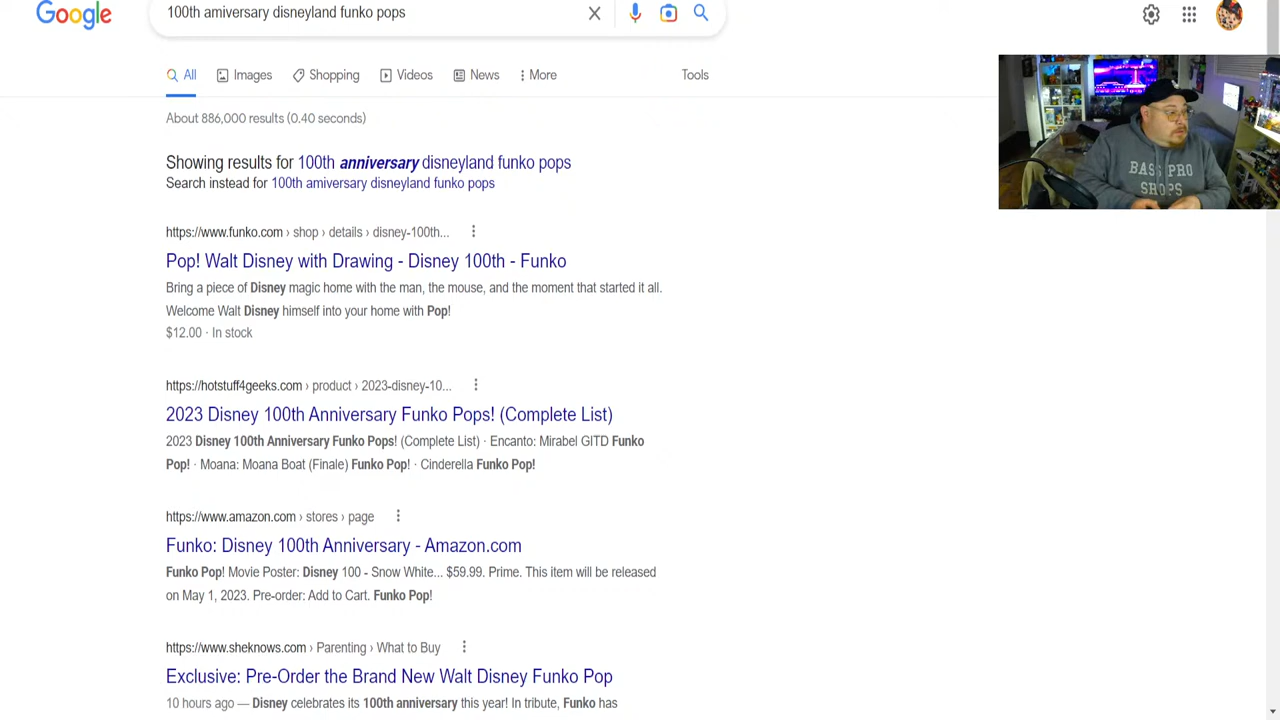 Google
100th amiversary disneyland funko pops
All
Images
Shopping
Videos
News
More
Tools
About 886,000 results (0.40 seconds)
Showing results for 100th anniversary disneyland funko pops
Search instead for 100th amiversary disneyland funko pops
https://www.funko.com › shop › details › disney-100th...
Pop! Walt Disney with Drawing - Disney 100th - Funko
Bring a piece of Disney magic home with the man, the mouse, and the moment that started it all.
Welcome Walt Disney himself into your home with Pop!
$12.00 · In stock
https://hotstuff4geeks.com › product › 2023-disney-10...
2023 Disney 100th Anniversary Funko Pops! (Complete List)
2023 Disney 100th Anniversary Funko Pops! (Complete List) · Encanto: Mirabel GITD Funko
Pop! · Moana: Moana Boat (Finale) Funko Pop! · Cinderella Funko Pop!
https://www.amazon.com › stores › page
Funko: Disney 100th Anniversary - Amazon.com
Funko Pop! Movie Poster: Disney 100 - Snow White... $59.99. Prime. This item will be released
on May 1, 2023. Pre-order: Add to Cart. Funko Pop!
https://www.sheknows.com › Parenting › What to Buy
Exclusive: Pre-Order the Brand New Walt Disney Funko Pop
10 hours ago — Disney celebrates its 100th anniversary this year! In tribute, Funko has
BASS PRO
SHOPS